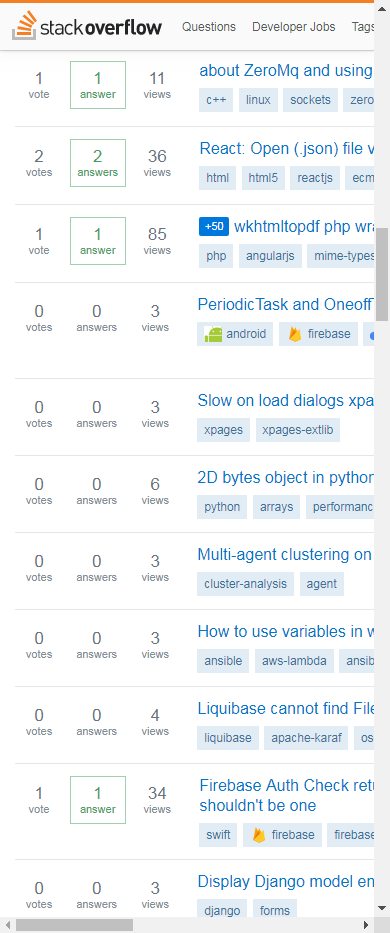 stackoverflow Questions Developer Jobs Tags
1 1 11 about ZeroMq and using
vote answer views
c++ linux sockets zero
2 2 36 React: Open (.json) file v
votes answers views
html html5 reactjs ecm
1 1 85 +50 wkhtmltopdf php wra
vote answer views
php angularjs mime-types
0 0 3 PeriodicTask and Oneoff
votes answers views
android firebase
0 0 3 Slow on load dialogs xpa
votes answers views
xpages xpages-extlib
0 0 6 2D bytes object in python
votes answers views
python arrays performanc
0 0 3 Multi-agent clustering on
votes answers views
cluster-analysis agent
0 0 3 How to use variables in w
votes answers views
ansible aws-lambda ansib
0 0 4 Liquibase cannot find File
votes answers views
liquibase apache-karaf os
1 1 34 Firebase Auth Check retu
vote answer views shouldn't be one
swift firebase firebase
0 0 3 Display Django model en
votes answers views
django forms